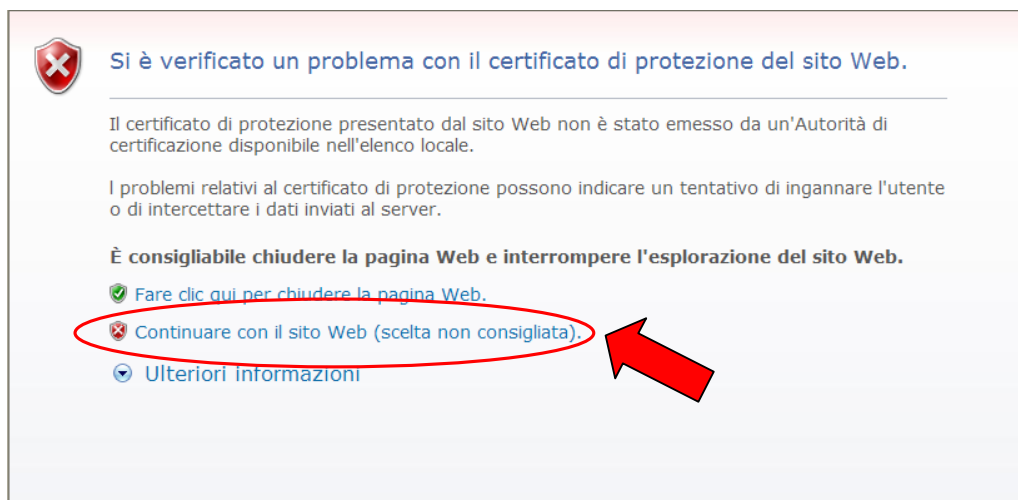 Si è verificato un problema con il certificato di protezione del sito Web.
Il certificato di protezione presentato dal sito Web non è stato emesso da un'Autorità di
certificazione disponibile nell'elenco locale.
I problemi relativi al certificato di protezione possono indicare un tentativo di ingannare l'utente
o di intercettare i dati inviati al server.
È consigliabile chiudere la pagina Web e interrompere l'esplorazione del sito Web.
Fare clic qui per chiudere la pagina Web.
Continuare con il sito Web (scelta non consigliata).
Ulteriori informazioni